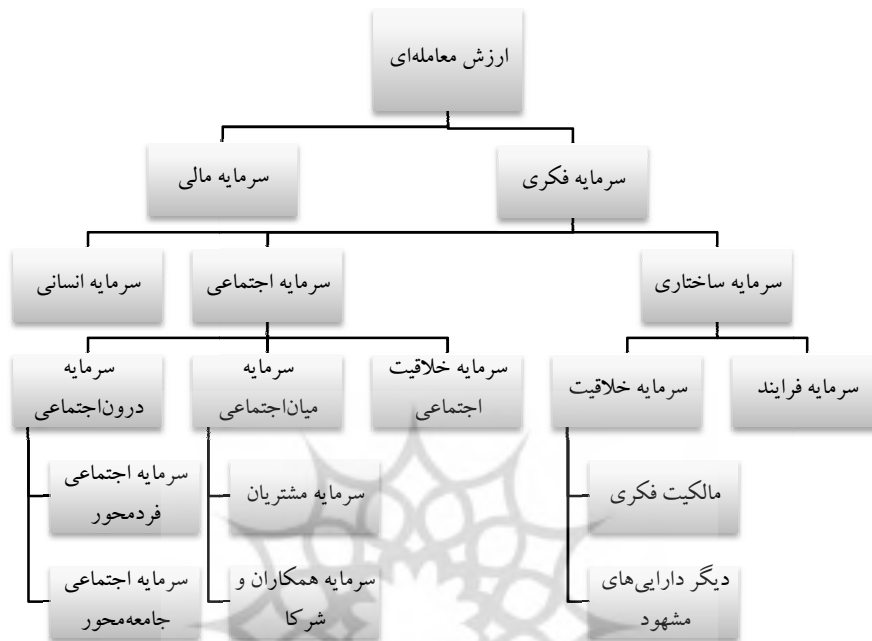 ارزش معامله‌ای
سرمایه فکری
سرمایه مالی
سرمایه ساختاری
سرمایه اجتماعی
سرمایه انسانی
سرمایه فرایند
سرمایه خلاقیت
سرمایه خلاقیت
اجتماعی
سرمایه
میان‌اجتماعی
سرمایه
درون‌اجتماعی
مالکیت فکری
سرمایه مشتریان
سرمایه اجتماعی
فردمحور
دیگر دارایی‌های
مشهود
سرمایه همکاران و
شرکا
سرمایه اجتماعی
جامعه‌محور